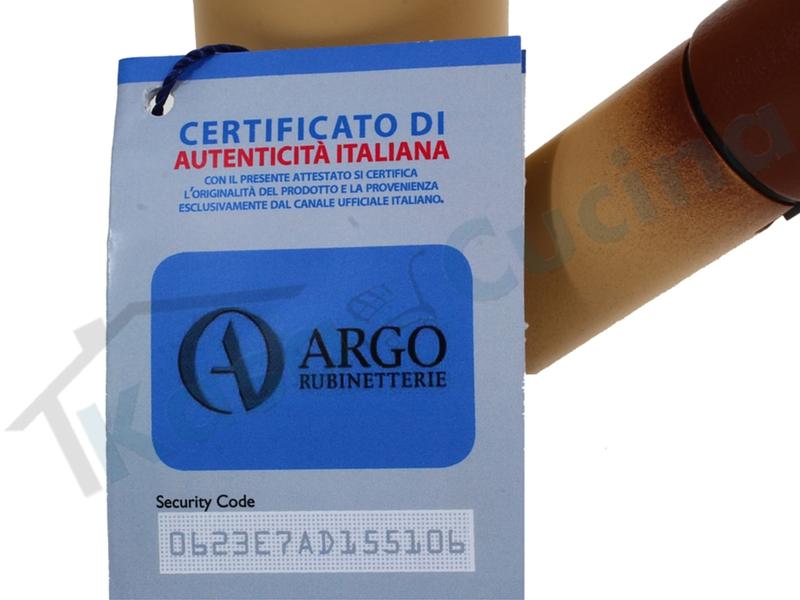 CERTIFICATO DI
AUTENTICITÀ ITALIANA
CON IL PRESENTE ATTESTATO SI CERTIFICA
L'ORIGINALITÀ DEL PRODOTTO E LA PROVENIENZA
ESCLUSIVAMENTE DAL CANALE UFFICIALE ITALIANO.
ARGO
RUBINETTERIE
Security Code
0623E7AD155106